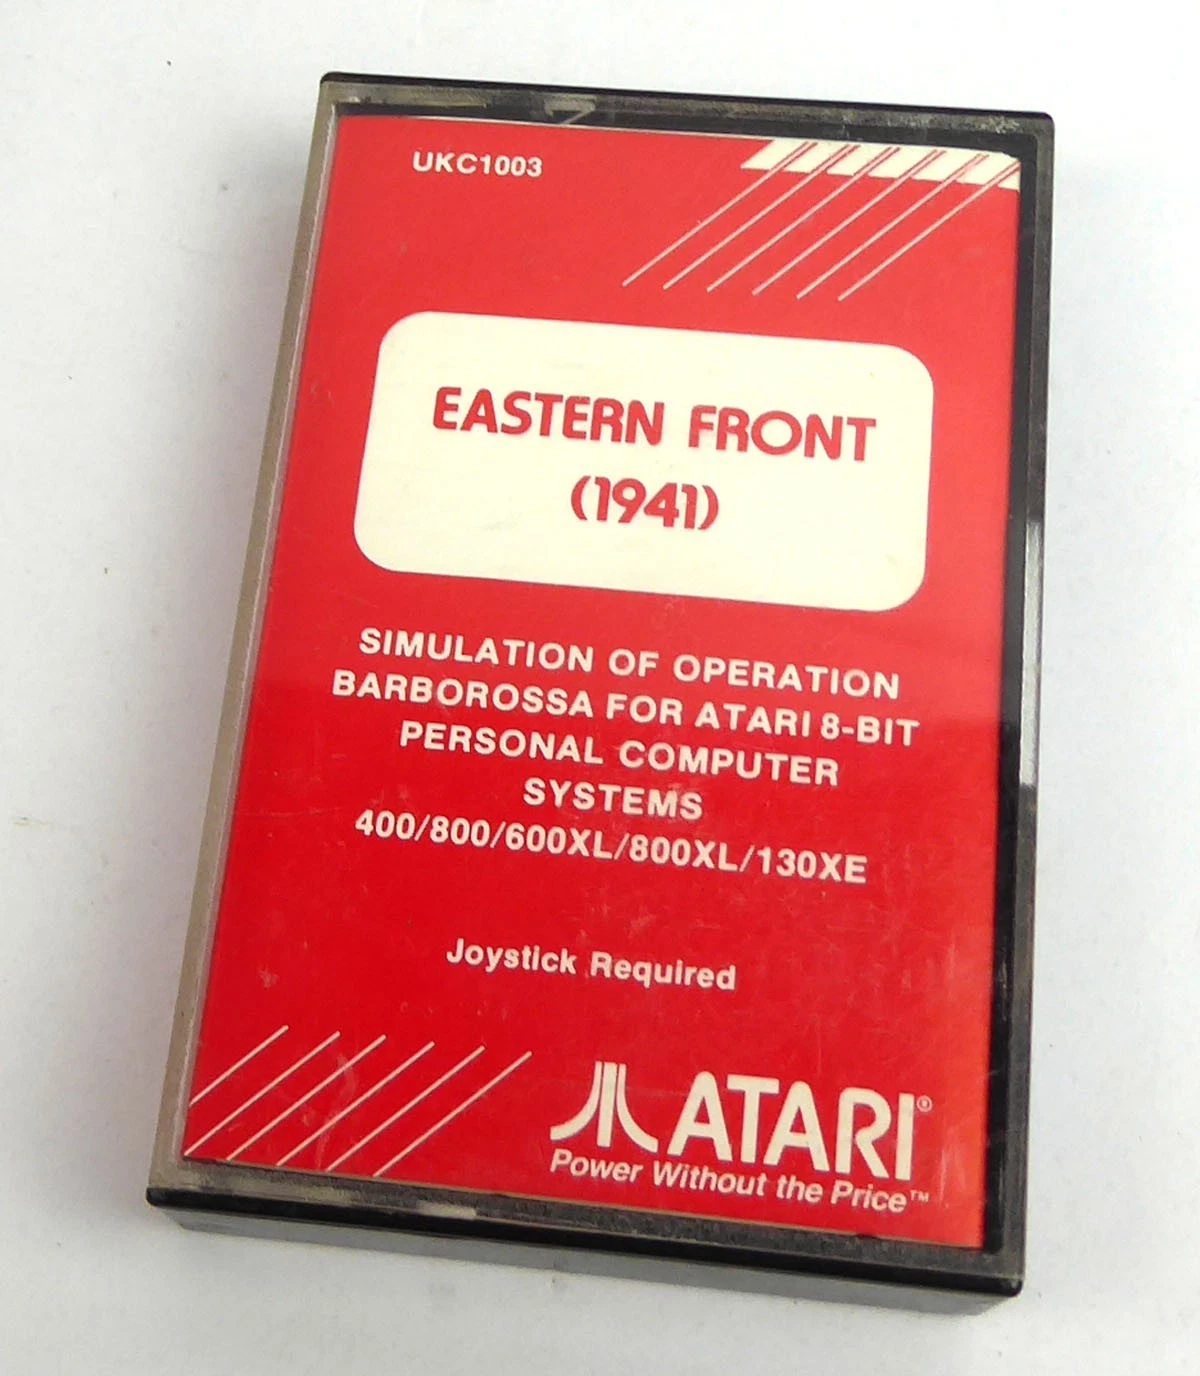 UKC1003
EASTERN FRONT
(1941)
SIMULATION OF OPERATION
BARBOROSSA FOR ATARI 8-BIT
PERSONAL COMPUTER
SYSTEMS
400/800/600XL/800XL/130XE
Joystick Required
ATARI®
Power Without the Price™